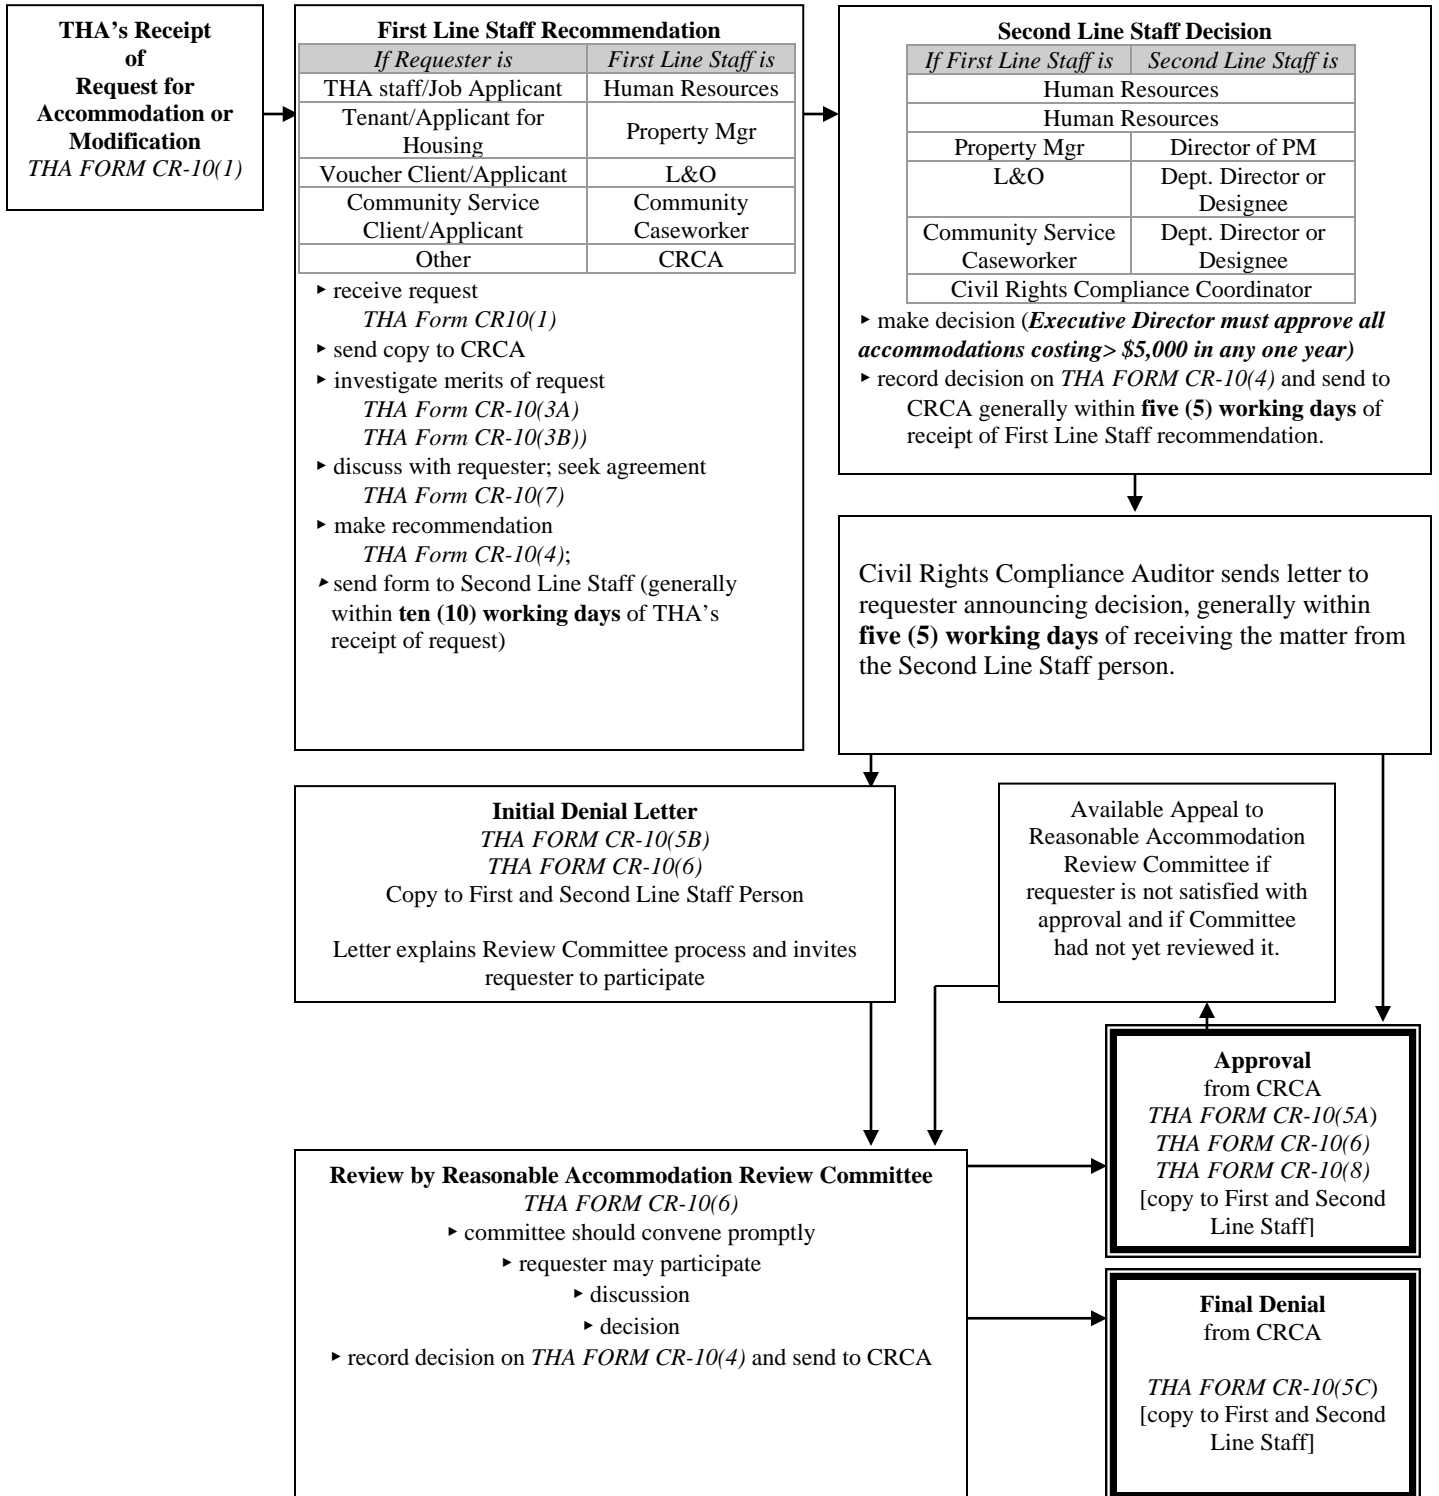 THA's Receipt
of
Request for
Accommodation or
Modification
THA FORM CR-10(1)
First Line Staff Recommendation
If Requester is First Line Staff is
THA staff/Job Applicant Human Resources
Tenant/Applicant for
Housing Property Mgr
Voucher Client/Applicant L&O
Community Service Community
Client/Applicant Caseworker
Other CRCA
▸ receive request
THA Form CR10(1)
▸ send copy to CRCA
▸ investigate merits of request
THA Form CR-10(3A)
THA Form CR-10(3B))
▸ discuss with requester; seek agreement
THA Form CR-10(7)
▸ make recommendation
THA Form CR-10(4);
▸ send form to Second Line Staff (generally
within ten (10) working days of THA's
receipt of request)
Second Line Staff Decision
If First Line Staff is Second Line Staff is
Human Resources
Human Resources
Property Mgr Director of PM
L&O Dept. Director or
Designee
Community Service Dept. Director or
Caseworker Designee
Civil Rights Compliance Coordinator
▸ make decision (Executive Director must approve all
accommodations costing> $5,000 in any one year)
▸ record decision on THA FORM CR-10(4) and send to
CRCA generally within five (5) working days of
receipt of First Line Staff recommendation.
Civil Rights Compliance Auditor sends letter to
requester announcing decision, generally within
five (5) working days of receiving the matter from
the Second Line Staff person.
Initial Denial Letter
THA FORM CR-10(5B)
THA FORM CR-10(6)
Copy to First and Second Line Staff Person
Letter explains Review Committee process and invites
requester to participate
Available Appeal to
Reasonable Accommodation
Review Committee if
requester is not satisfied with
approval and if Committee
had not yet reviewed it.
Approval
from CRCA
THA FORM CR-10(5A)
THA FORM CR-10(6)
THA FORM CR-10(8)
[copy to First and Second
Line Staff]
Review by Reasonable Accommodation Review Committee
THA FORM CR-10(6)
▸ committee should convene promptly
▸ requester may participate
▸ discussion
▸ decision
▸ record decision on THA FORM CR-10(4) and send to CRCA
Final Denial
from CRCA
THA FORM CR-10(5C)
[copy to First and Second
Line Staff]